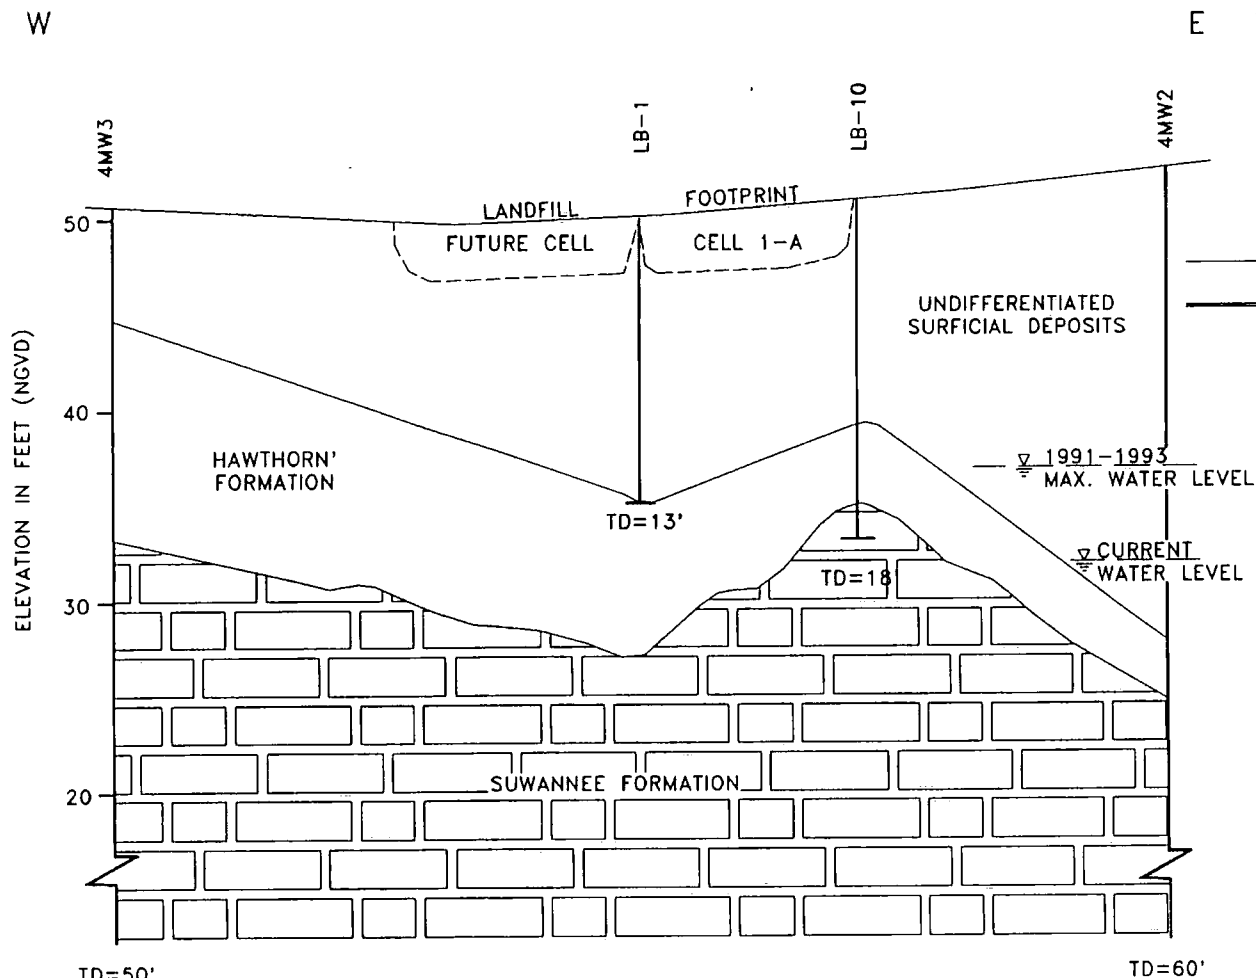 W
E
4MW3
LB-1
LB-10
4MW2
LANDFILL
FOOTPRINT
50
FUTURE CELL
CELL 1-A
UNDIFFERENTIATED
SURFICIAL DEPOSITS
ELEVATION IN FEET (NGVD)
40
HAWTHORN'
FORMATION
1991-1993
MAX. WATER LEVEL
TD=13'
CURRENT
WATER LEVEL
TD=18'
30
SUWANNEE FORMATION
20
TD=50'
TD=60'